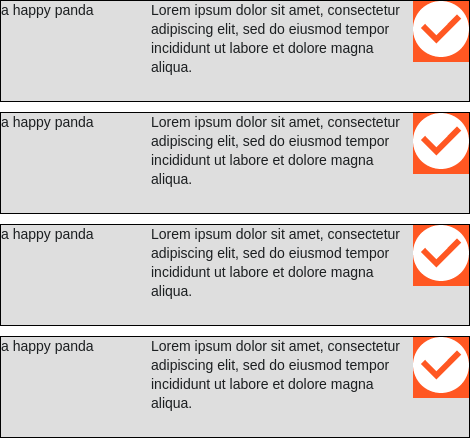 a happy panda
Lorem ipsum dolor sit amet, consectetur
adipiscing elit, sed do eiusmod tempor
incididunt ut labore et dolore magna
aliqua.
a happy panda
Lorem ipsum dolor sit amet, consectetur
adipiscing elit, sed do eiusmod tempor
incididunt ut labore et dolore magna
aliqua.
a happy panda
Lorem ipsum dolor sit amet, consectetur
adipiscing elit, sed do eiusmod tempor
incididunt ut labore et dolore magna
aliqua.
a happy panda
Lorem ipsum dolor sit amet, consectetur
adipiscing elit, sed do eiusmod tempor
incididunt ut labore et dolore magna
aliqua.